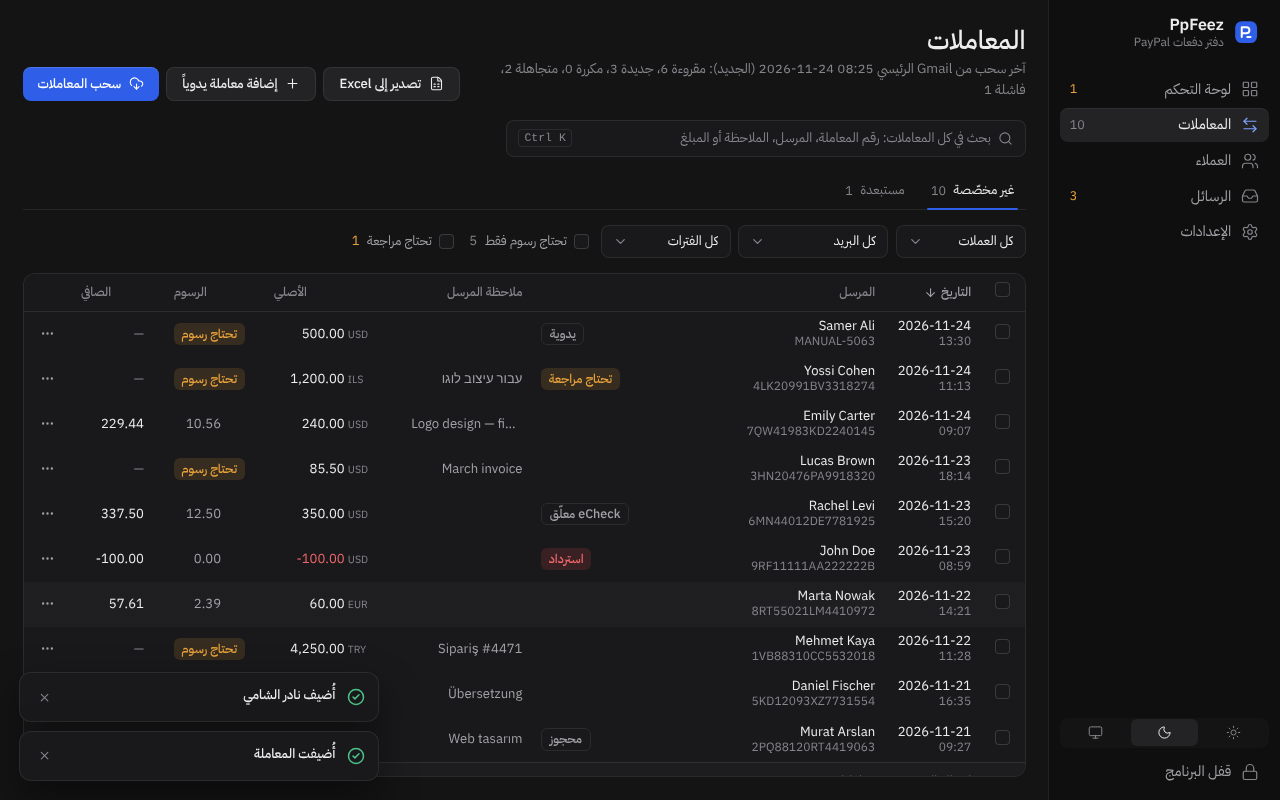 PpFeez
دفتر دفعات PayPal
لوحة التحكم 1
المعاملات 10
العملاء
الرسائل 3
الإعدادات
قفل البرنامج
المعاملات
آخر سحب من Gmail الرئيسي 08:25 24-11-2026 (الجديد): مقروءة 6، جديدة 3، مكررة 0، متجاهلة 2،
فاشلة 1
تصدير إلى Excel
إضافة معاملة يدوياً
سحب المعاملات
بحث في كل المعاملات: رقم المعاملة، المرسل، الملاحظة أو المبلغ Ctrl K
غير مخصّصة 10 مستبعدة 1
كل العملات كل البريد كل الفترات تحتاج رسوم فقط 5 تحتاج مراجعة 1
التاريخ ↓ المرسل ملاحظة المرسل الأصلي الرسوم الصافي
2026-11-24 Samer Ali يدوية 500.00 USD تحتاج رسوم —
13:30 MANUAL-5063
2026-11-24 Yossi Cohen تحتاج مراجعة עבור עיצוב לוגו 1,200.00 ILS تحتاج رسوم —
11:13 4LK20991BV3318274
2026-11-24 Emily Carter Logo design — fi... 240.00 USD 10.56 229.44
09:07 7QW41983KD2240145
2026-11-23 Lucas Brown March invoice 85.50 USD تحتاج رسوم —
18:14 3HN20476PA9918320
2026-11-23 Rachel Levi eCheck معلّق 350.00 USD 12.50 337.50
15:20 6MN44012DE7781925
2026-11-23 John Doe استرداد -100.00 USD 0.00 -100.00
08:59 9RF11111AA222222B
2026-11-22 Marta Nowak 60.00 EUR 2.39 57.61
14:21 8RT55021LM4410972
2026-11-22 Mehmet Kaya Sipariş #4471 4,250.00 TRY تحتاج رسوم —
11:28 1VB88310CC5532018
2026-11-21 Daniel Fischer Übersetzung
16:35 5KD12093XZ7731554
2026-11-21 Murat Arslan محجوز Web tasarım
09:27 2PQ88120RT4419063
أُضيف نادر الشامي
أُضيفت المعاملة